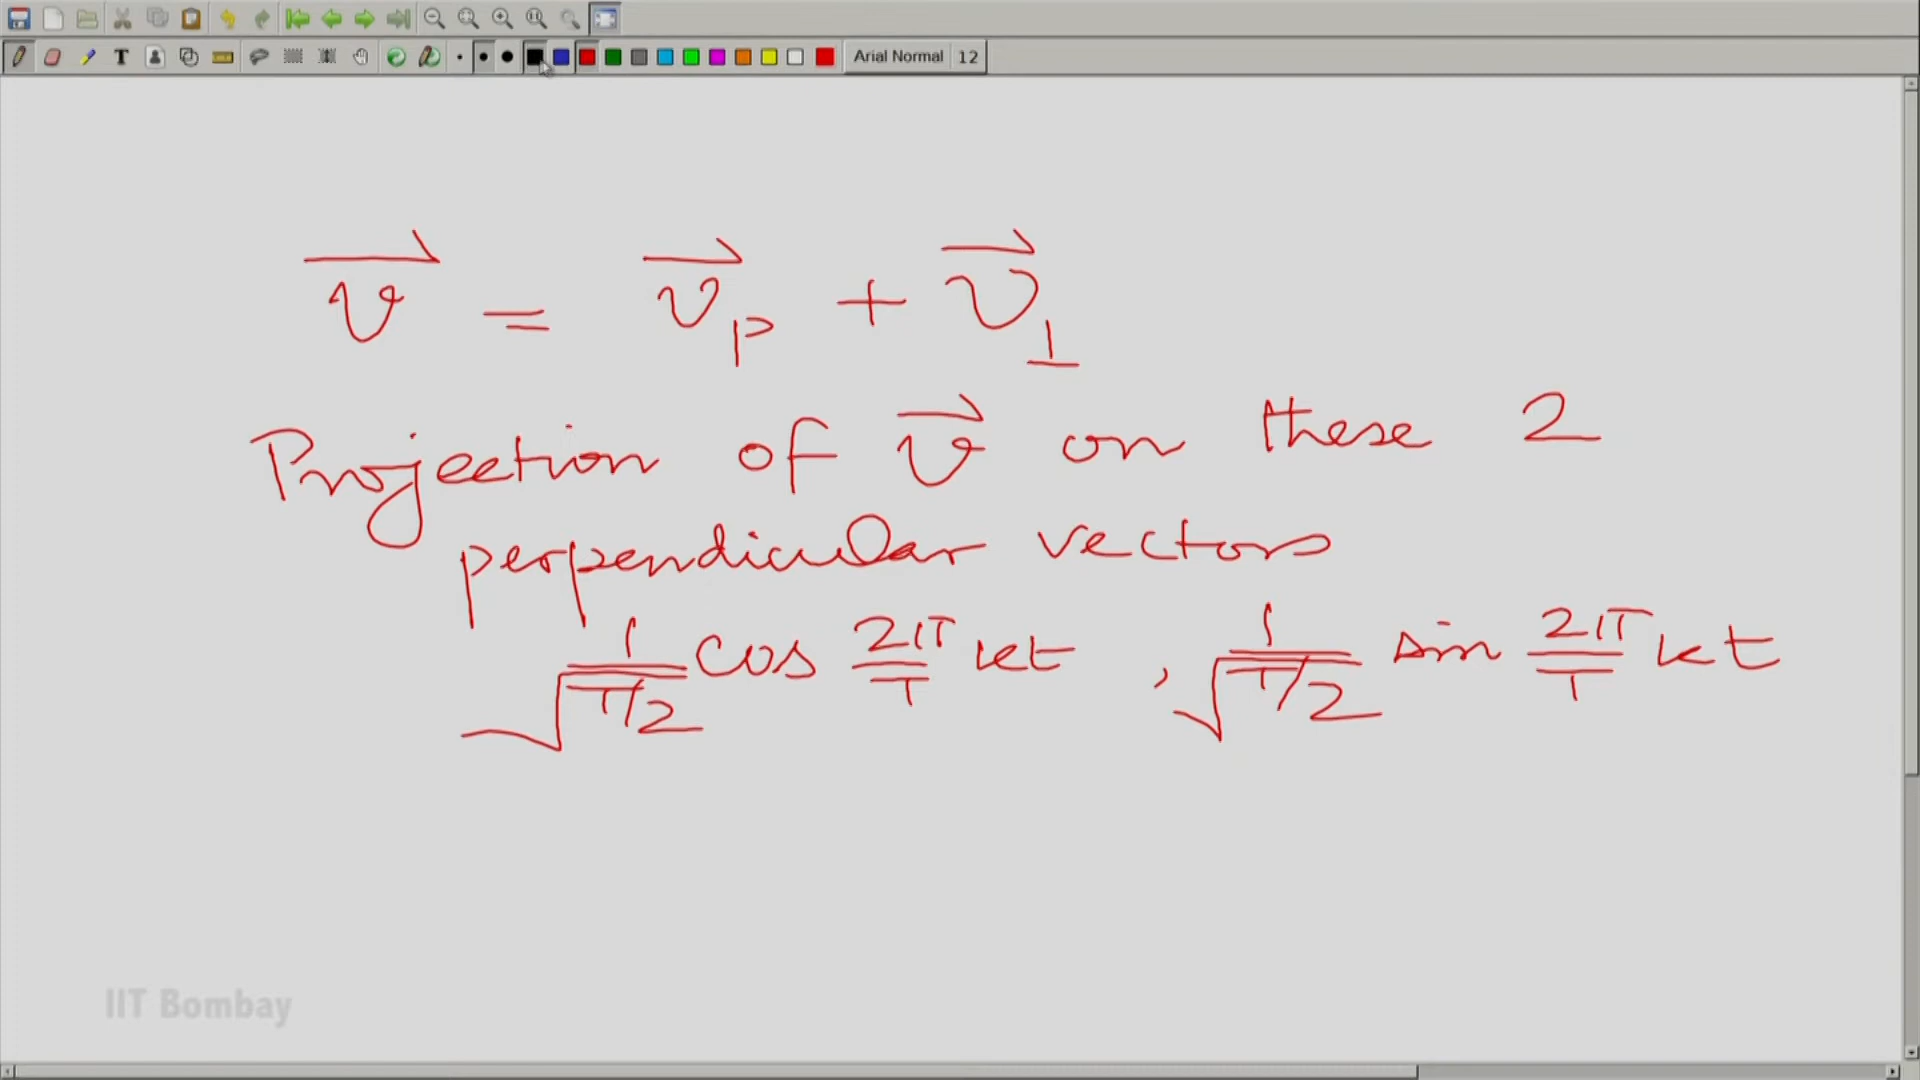 Arial Normal 12
v⃗ = v⃗_p + v⃗_⊥
Projection of v⃗ on these 2
perpendicular vectors
1/√(T/2) cos 2π/T kt , 1/√(T/2) sin 2π/T kt
IIT Bombay